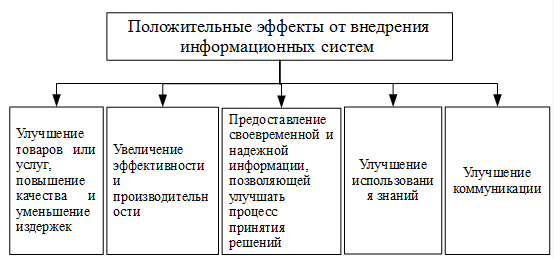 Положительные эффекты от внедрения
информационных систем
Улучшение
товаров или
услуг,
повышение
качества и
уменьшение
издержек
Увеличение
эффективности
и
производительн
ости
Предоставление
своевременной и
надежной
информации,
позволяющей
улучшать
процесс
принятия
решений
Улучшение
использовани
я знаний
Улучшение
коммуникации